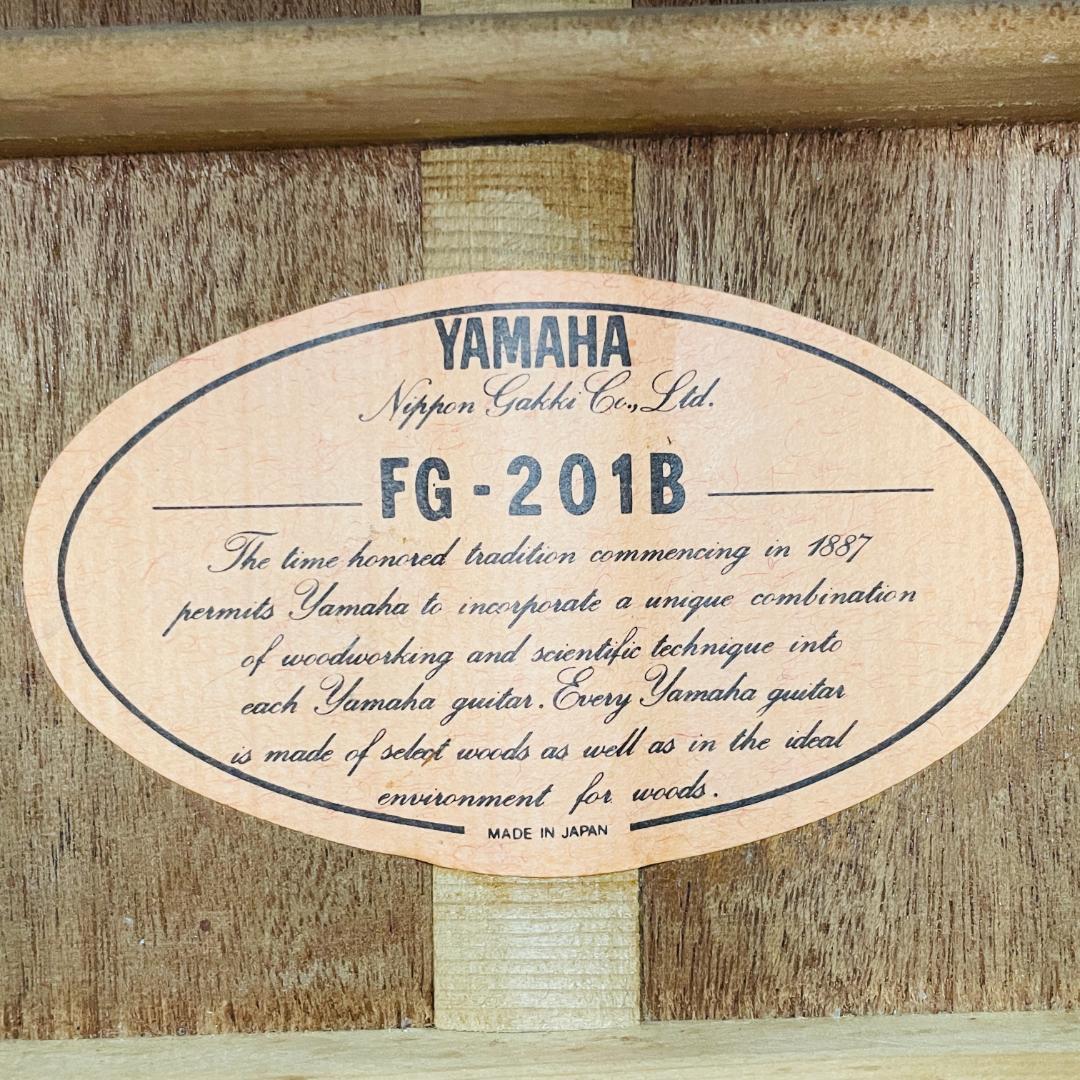 YAMAHA
Nippon Gakki Co., Ltd.
FG-201B
The time honored tradition commencing in 1887
permits Yamaha to incorporate a unique combination
of woodworking and scientific technique into
each Yamaha guitar. Every Yamaha guitar
is made of select woods as well as in the ideal
environment for woods.
MADE IN JAPAN